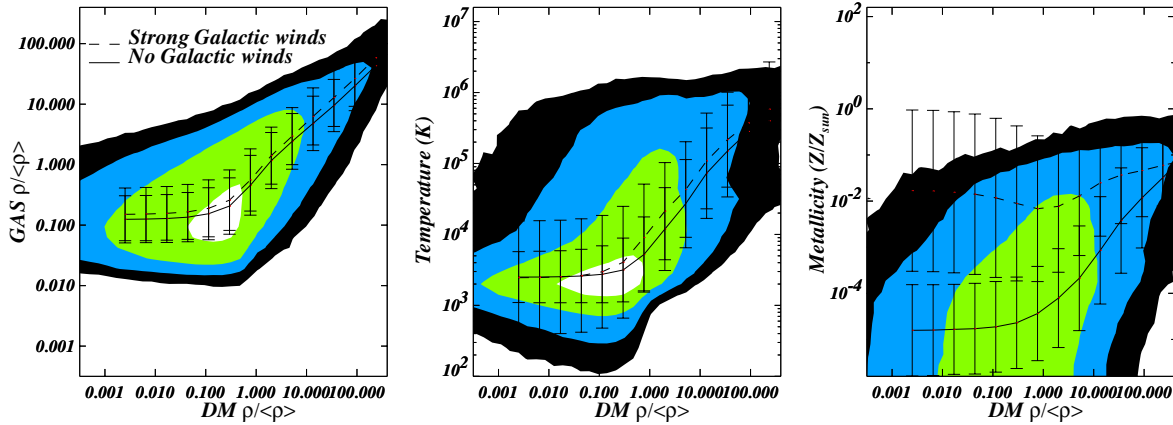 100.000
10.000
1.000
0.100
0.010
0.001
GAS ρ/<ρ>
Strong Galactic winds
No Galactic winds
0.001 0.010 0.100 1.000 10.000 100.000
DM ρ/<ρ>
10^7
10^6
10^5
10^4
10^3
10^2
Temperature (K)
0.001 0.010 0.100 1.000 10.000 100.000
DM ρ/<ρ>
10^2
10^0
10^-2
10^-4
Metallicity (Z/Z_sun)
0.001 0.010 0.100 1.000 10.000 100.000
DM ρ/<ρ>